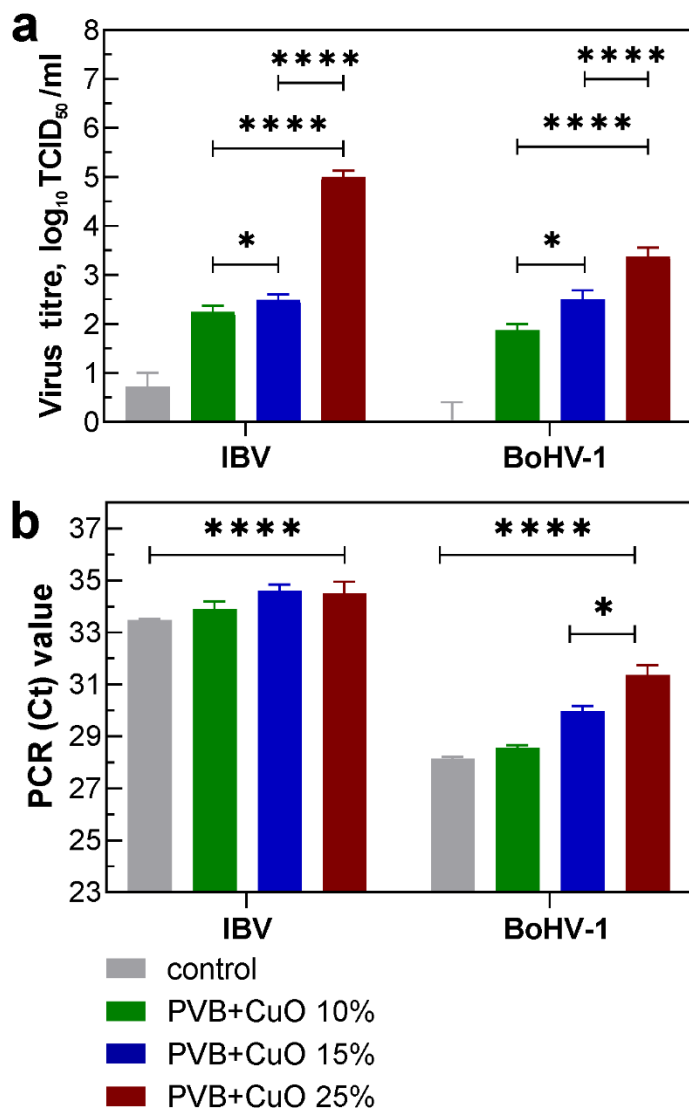 a
Virus titre, log₁₀ TCID₅₀ /ml
8
7
6
5
4
3
2
1
0
****
****
*
****
****
*
IBV BoHV-1
b
PCR (Ct) value
37
35
33
31
29
27
25
23
****
****
*
IBV BoHV-1
control
PVB+CuO 10%
PVB+CuO 15%
PVB+CuO 25%